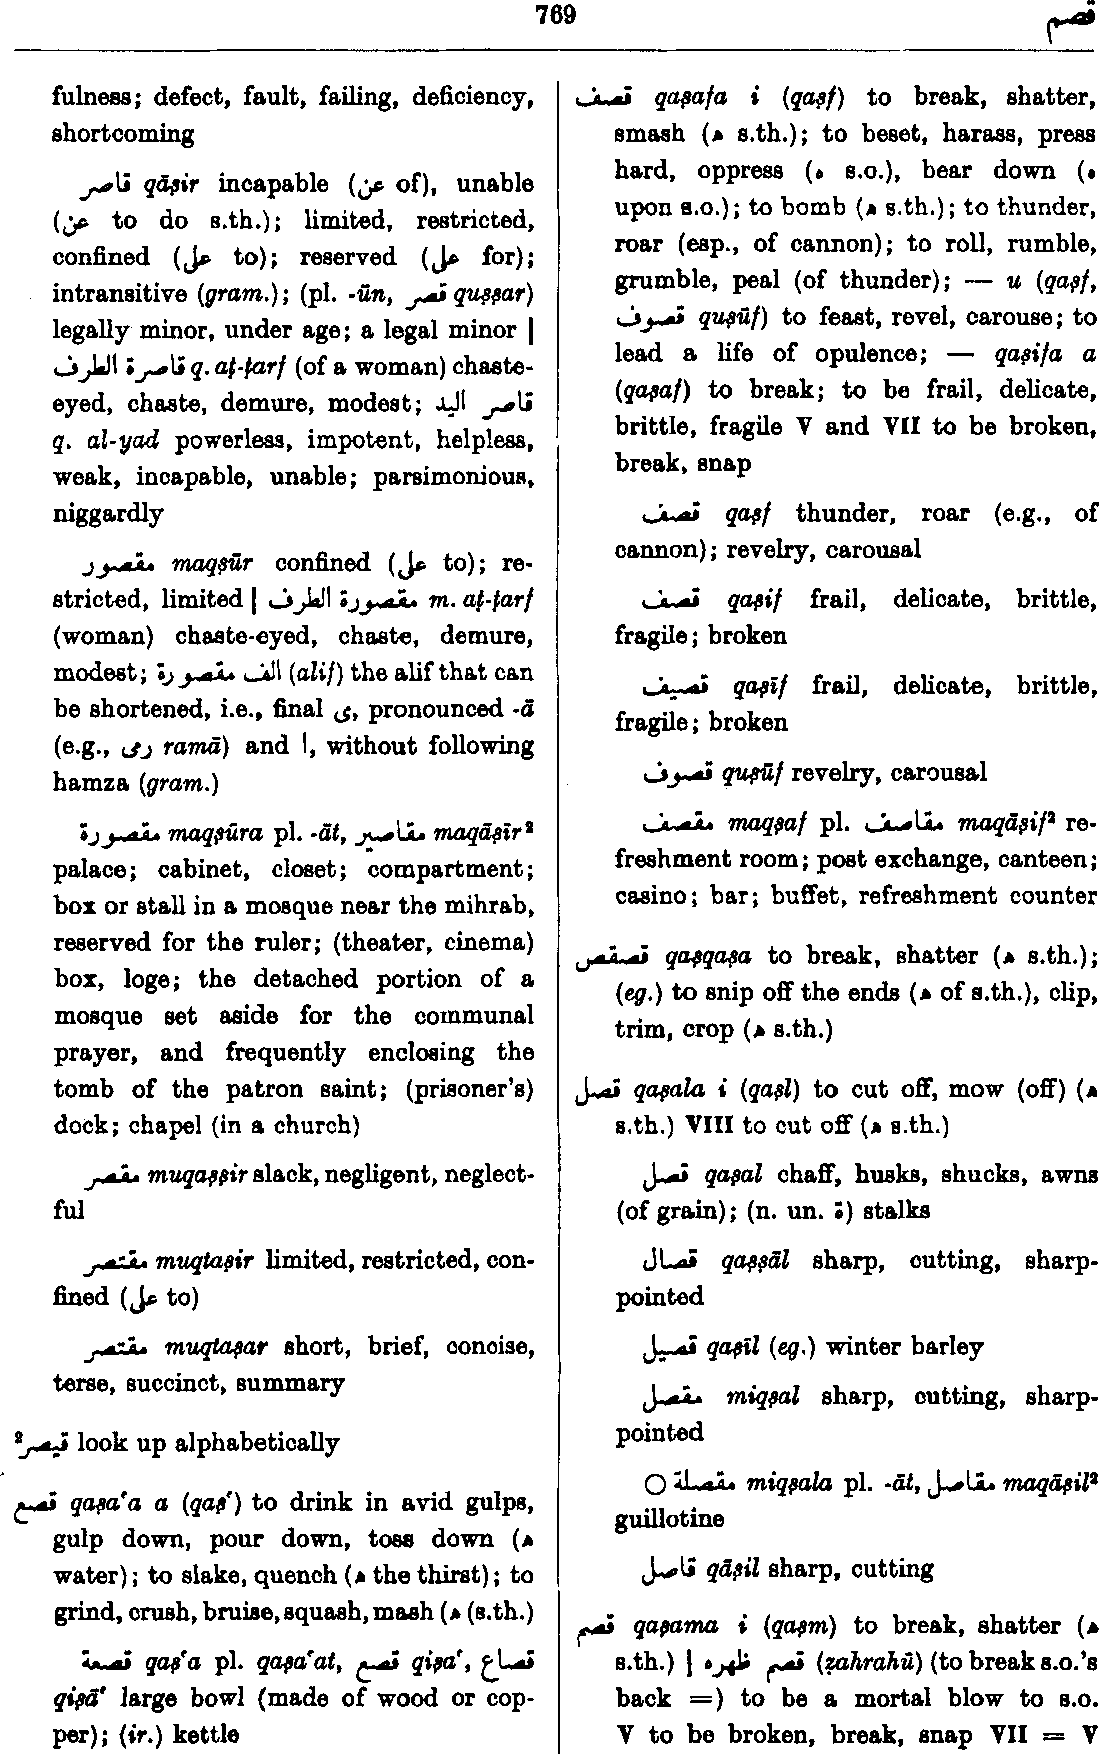 769
قصم
fulness; defect, fault, failing, deficiency,
shortcoming
قاصر qāṣir incapable (عن of), unable
(عن to do s.th.); limited, restricted,
confined (على to); reserved (على for);
intransitive (gram.); (pl. -ūn, قصر quṣṣar)
legally minor, under age; a legal minor |
قاصرة الطرف q. aṭ-ṭarf (of a woman) chaste-
eyed, chaste, demure, modest; قاصر اليد
q. al-yad powerless, impotent, helpless,
weak, incapable, unable; parsimonious,
niggardly
مقصور maqṣūr confined (على to); re-
stricted, limited | مقصورة الطرف m. aṭ-ṭarf
(woman) chaste-eyed, chaste, demure,
modest; الف مقصورة (alif) the alif that can
be shortened, i.e., final ى, pronounced -ā
(e.g., رمى ramā) and ا, without following
hamza (gram.)
مقصورة maqṣūra pl. -āt, مقاصير maqāṣīr²
palace; cabinet, closet; compartment;
box or stall in a mosque near the mihrab,
reserved for the ruler; (theater, cinema)
box, loge; the detached portion of a
mosque set aside for the communal
prayer, and frequently enclosing the
tomb of the patron saint; (prisoner's)
dock; chapel (in a church)
مقصر muqaṣṣir slack, negligent, neglect-
ful
مقتصر muqtaṣir limited, restricted, con-
fined (على to)
مقتصر muqtaṣar short, brief, concise,
terse, succinct, summary
قيصر² look up alphabetically
قصع qaṣaʻa a (qaṣʻ) to drink in avid gulps,
gulp down, pour down, toss down (ه
water); to slake, quench (ه the thirst); to
grind, crush, bruise, squash, mash (ه (s.th.)
قصعة qaṣʻa pl. qaṣaʻat, قصع qiṣaʻ, قصاع
qiṣāʻ large bowl (made of wood or cop-
per); (ir.) kettle
قصف qaṣafa i (qaṣf) to break, shatter,
smash (ه s.th.); to beset, harass, press
hard, oppress (ه s.o.), bear down (ه
upon s.o.); to bomb (ه s.th.); to thunder,
roar (esp., of cannon); to roll, rumble,
grumble, peal (of thunder); — u (qaṣf,
قصوف quṣūf) to feast, revel, carouse; to
lead a life of opulence; — qaṣifa a
(qaṣaf) to break; to be frail, delicate,
brittle, fragile V and VII to be broken,
break, snap
قصف qaṣf thunder, roar (e.g., of
cannon); revelry, carousal
قصف qaṣif frail, delicate, brittle,
fragile; broken
قصيف qaṣīf frail, delicate, brittle,
fragile; broken
قصوف quṣūf revelry, carousal
مقصف maqṣaf pl. مقاصف maqāṣif² re-
freshment room; post exchange, canteen;
casino; bar; buffet, refreshment counter
قصقص qaṣqaṣa to break, shatter (ه s.th.);
(eg.) to snip off the ends (ه of s.th.), clip,
trim, crop (ه s.th.)
قصل qaṣala i (qaṣl) to cut off, mow (off) (ه
s.th.) VIII to cut off (ه s.th.)
قصل qaṣal chaff, husks, shucks, awns
(of grain); (n. un. ة) stalks
قصال qaṣṣāl sharp, cutting, sharp-
pointed
قصيل qaṣīl (eg.) winter barley
مقصل miqṣal sharp, cutting, sharp-
pointed
○ مقصلة miqṣala pl. -āt, مقاصل maqāṣil²
guillotine
قاصل qāṣil sharp, cutting
قصم qaṣama i (qaṣm) to break, shatter (ه
s.th.) | قصم ظهره (ẓahrahū) (to break s.o.'s
back =) to be a mortal blow to s.o.
V to be broken, break, snap VII = V